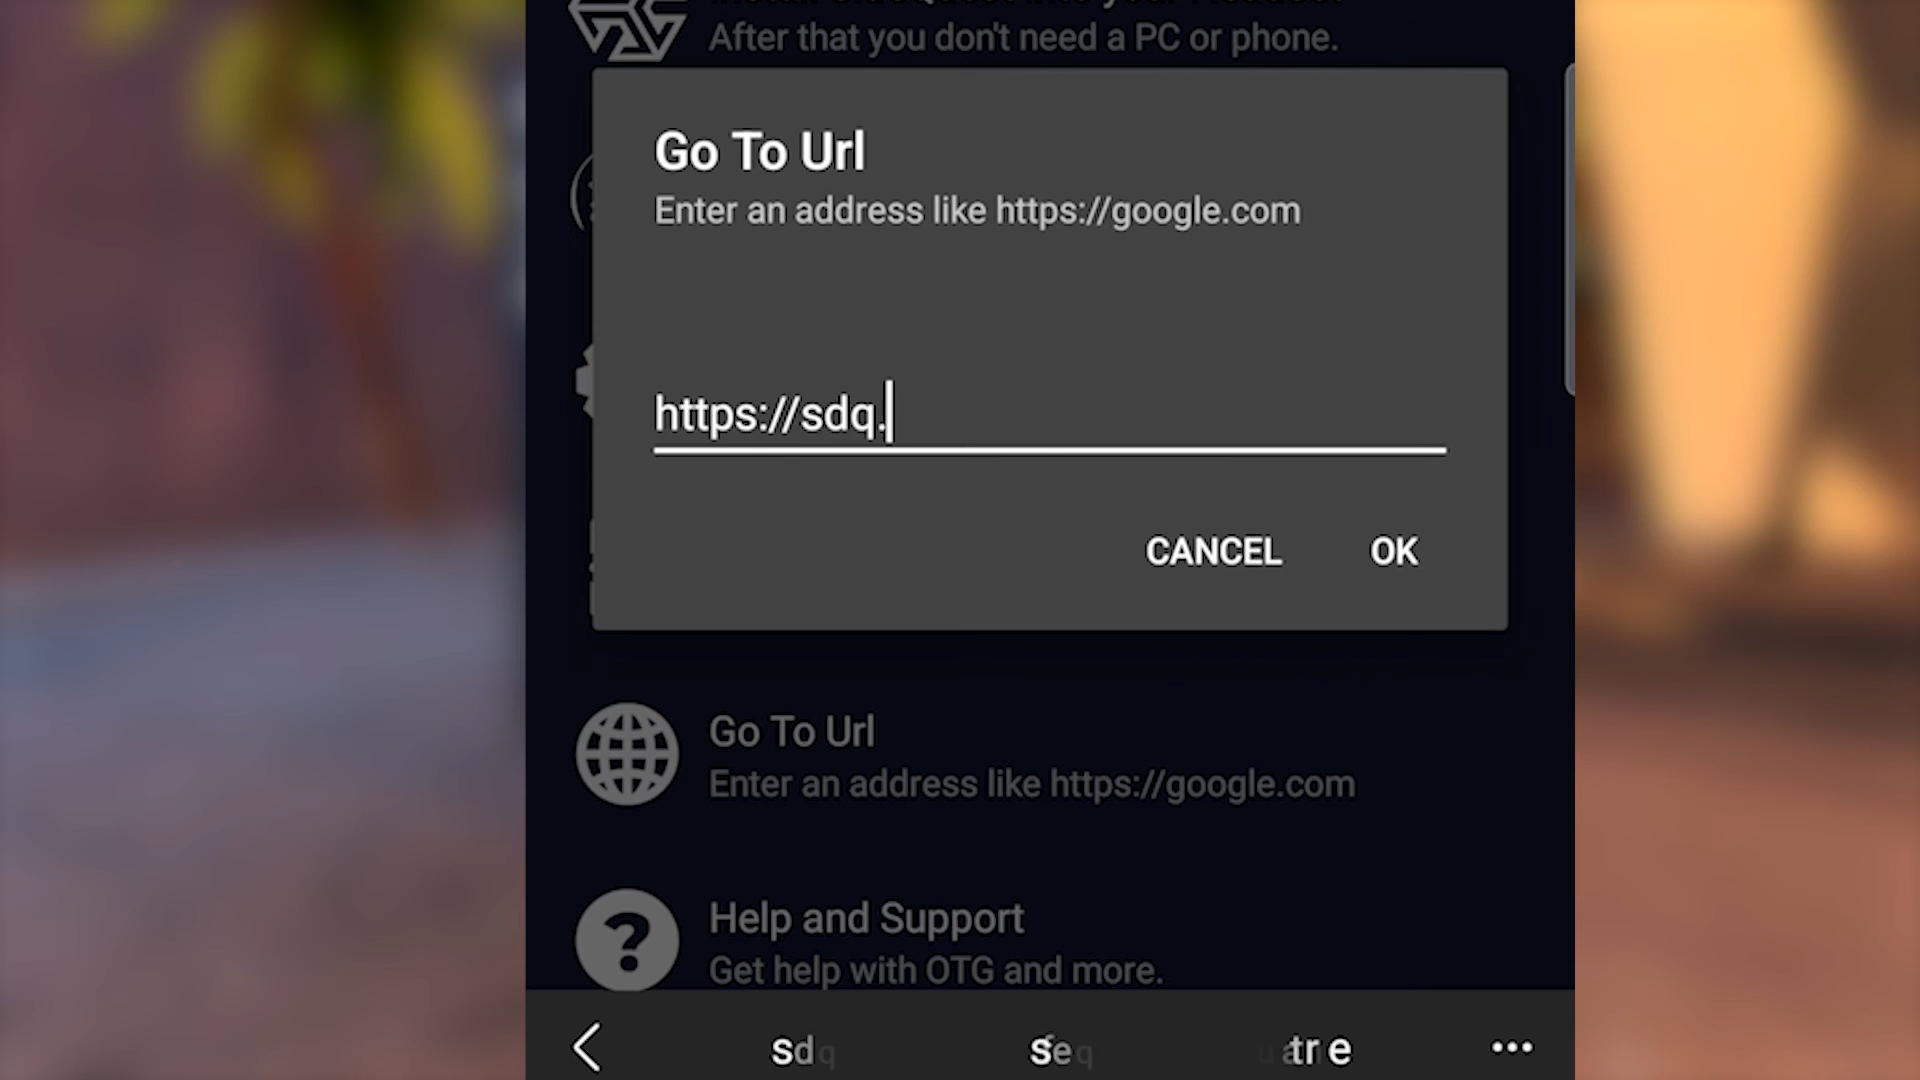 After that you don't need a PC or phone.
Go To Url
Enter an address like https://google.com
https://sdq.
CANCEL OK
Go To Url
Enter an address like https://google.com
Help and Support
Get help with OTG and more.